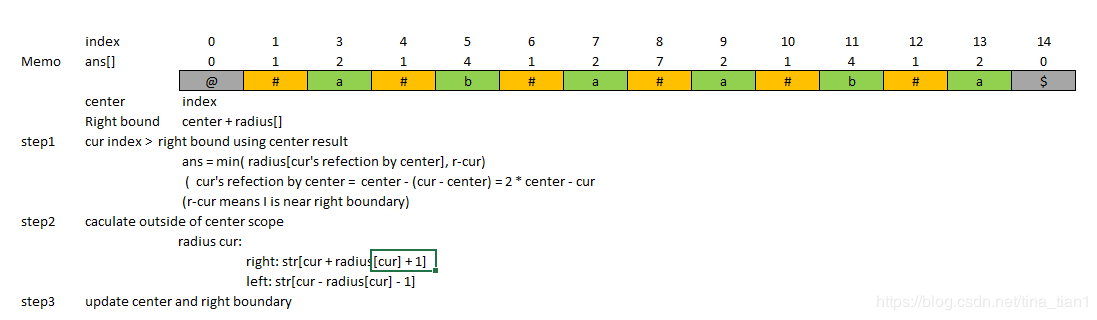 index 0 1 3 4 5 6 7 8 9 10 11 12 13 14
Memo ans[] 0 1 2 1 4 1 2 7 2 1 4 1 2 0
@ # a # b # a # a # b # a $
center index
Right bound center + radius[]
step1 cur index > right bound using center result
ans = min( radius[cur's refection by center], r-cur)
( cur's refection by center = center - (cur - center) = 2 * center - cur
(r-cur means I is near right boundary)
step2 caculate outside of center scope
radius cur:
right: str[cur + radius[cur] + 1]
left: str[cur - radius[cur] - 1]
step3 update center and right boundary
https://blog.csdn.net/tina_tian1